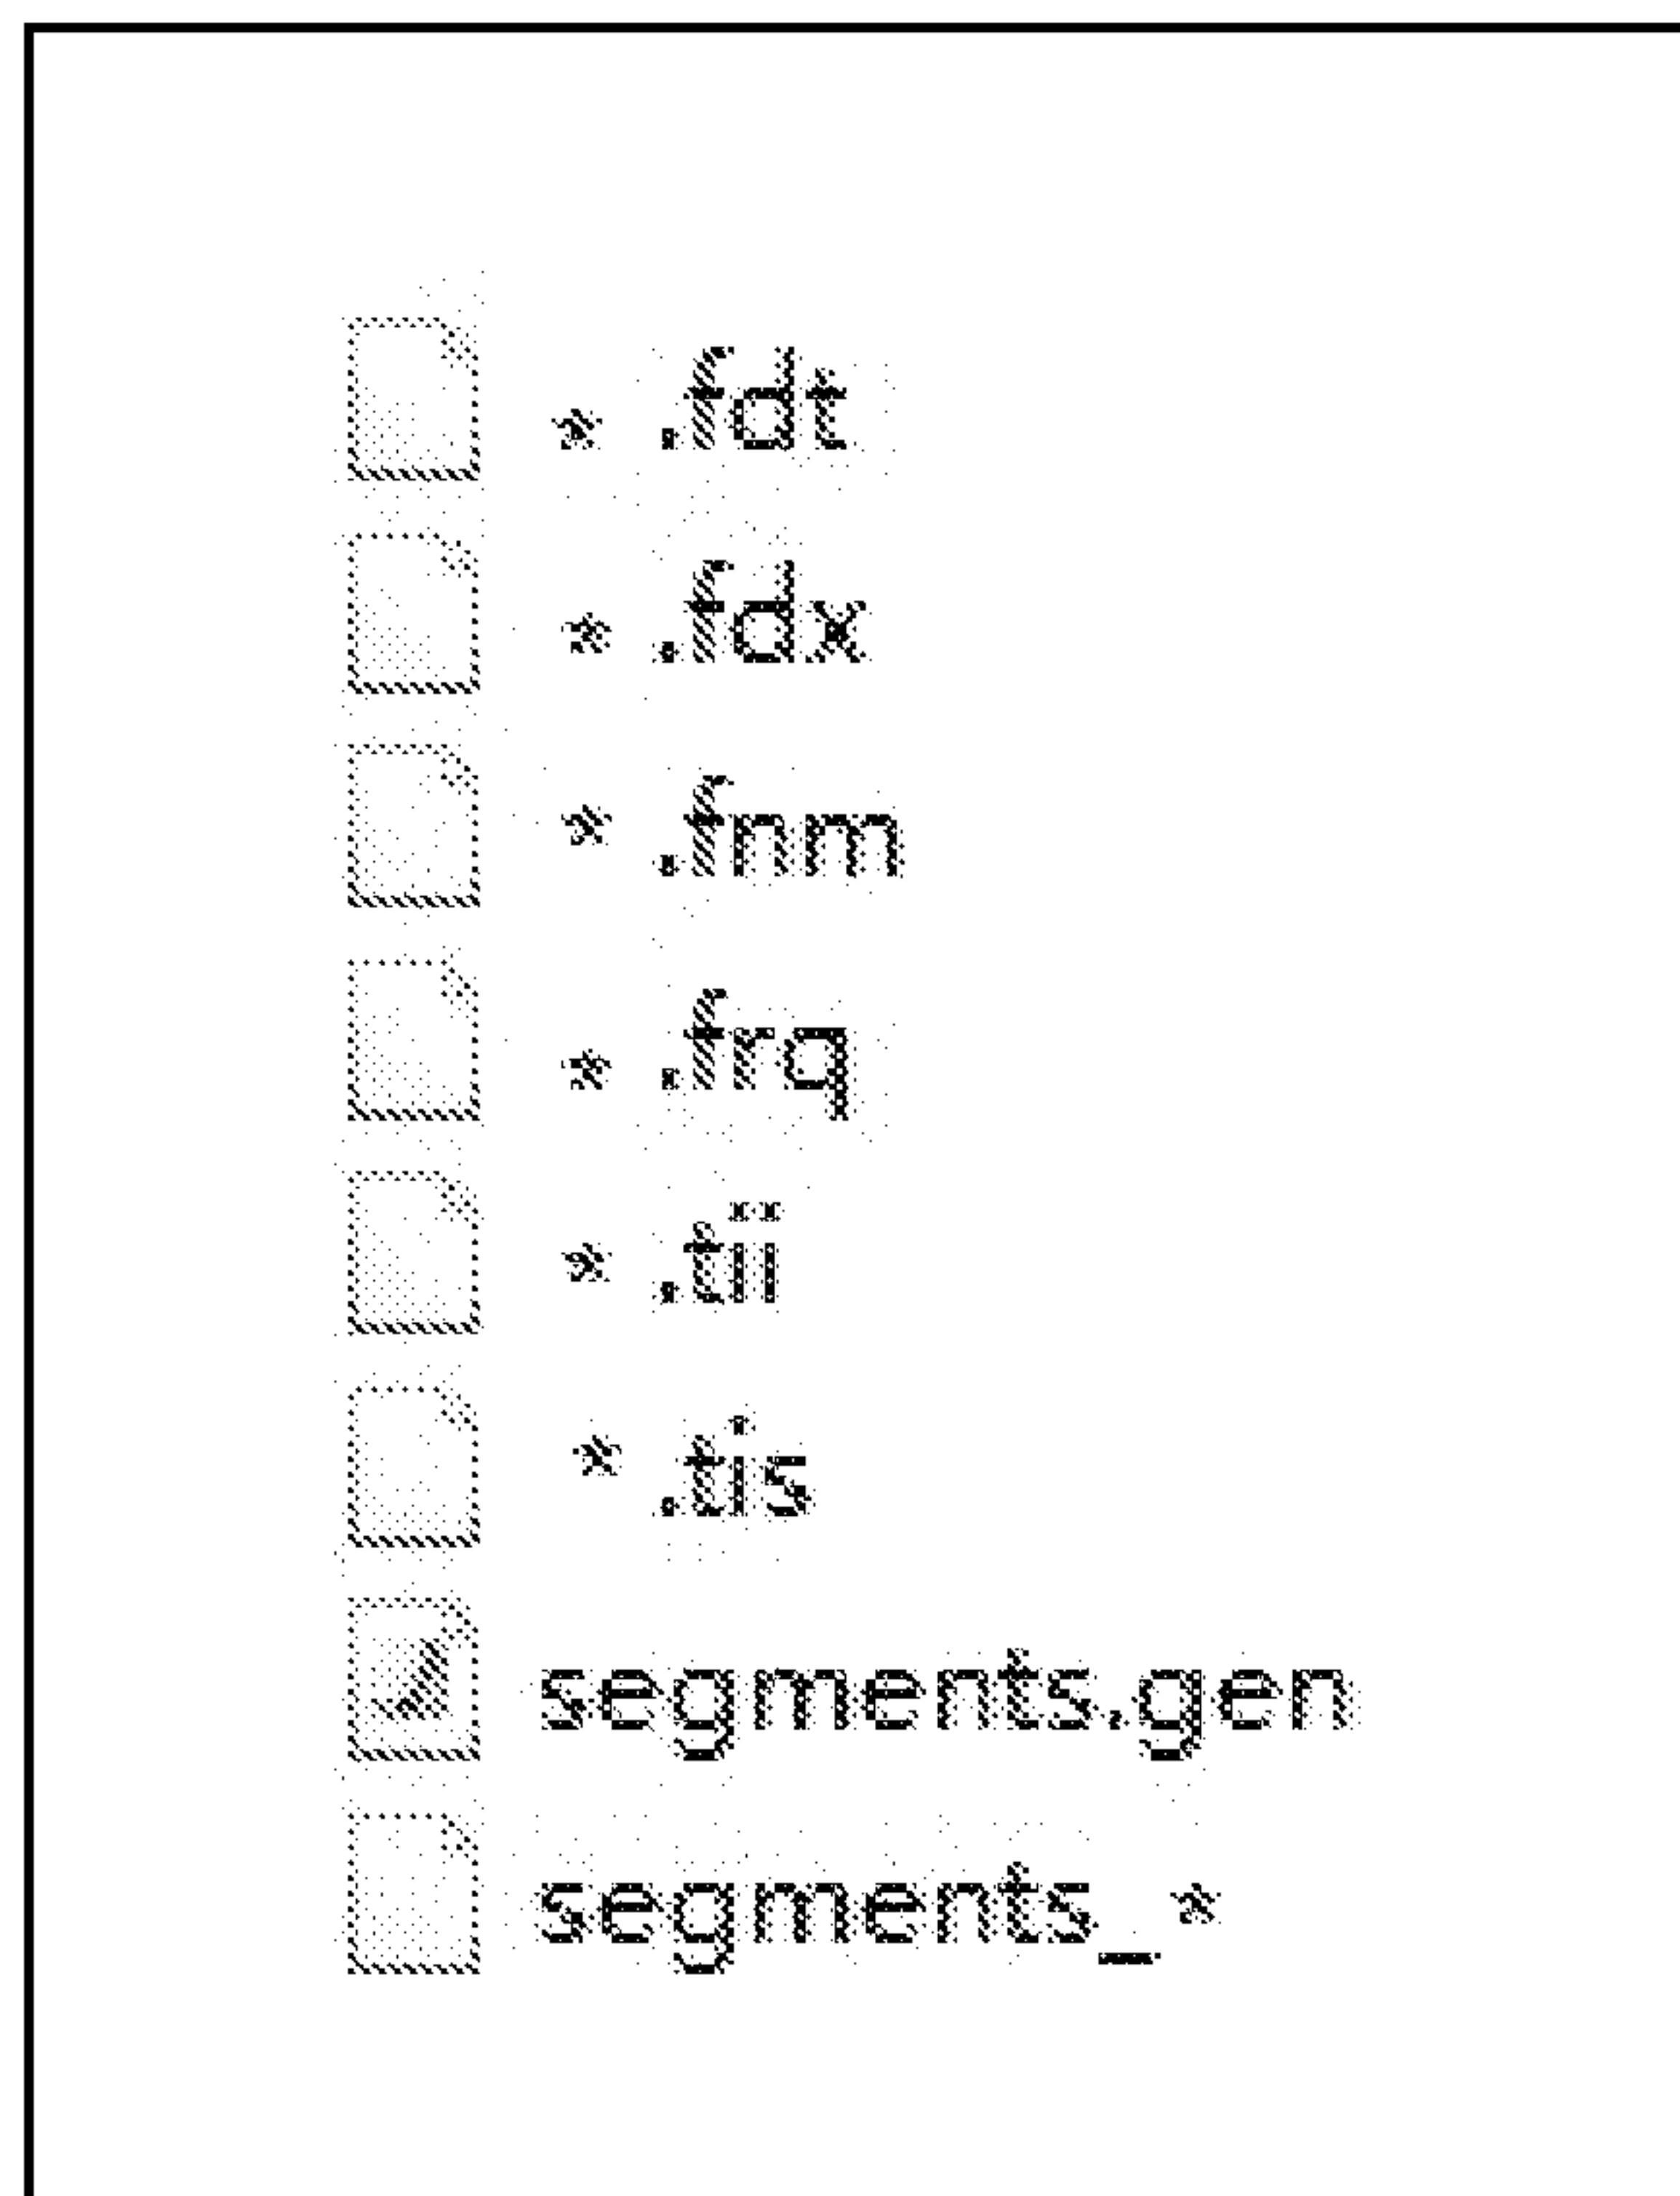 * .fdt
* .fdx
* .fnm
* .frq
* .tii
* .tis
segments.gen
segments_*